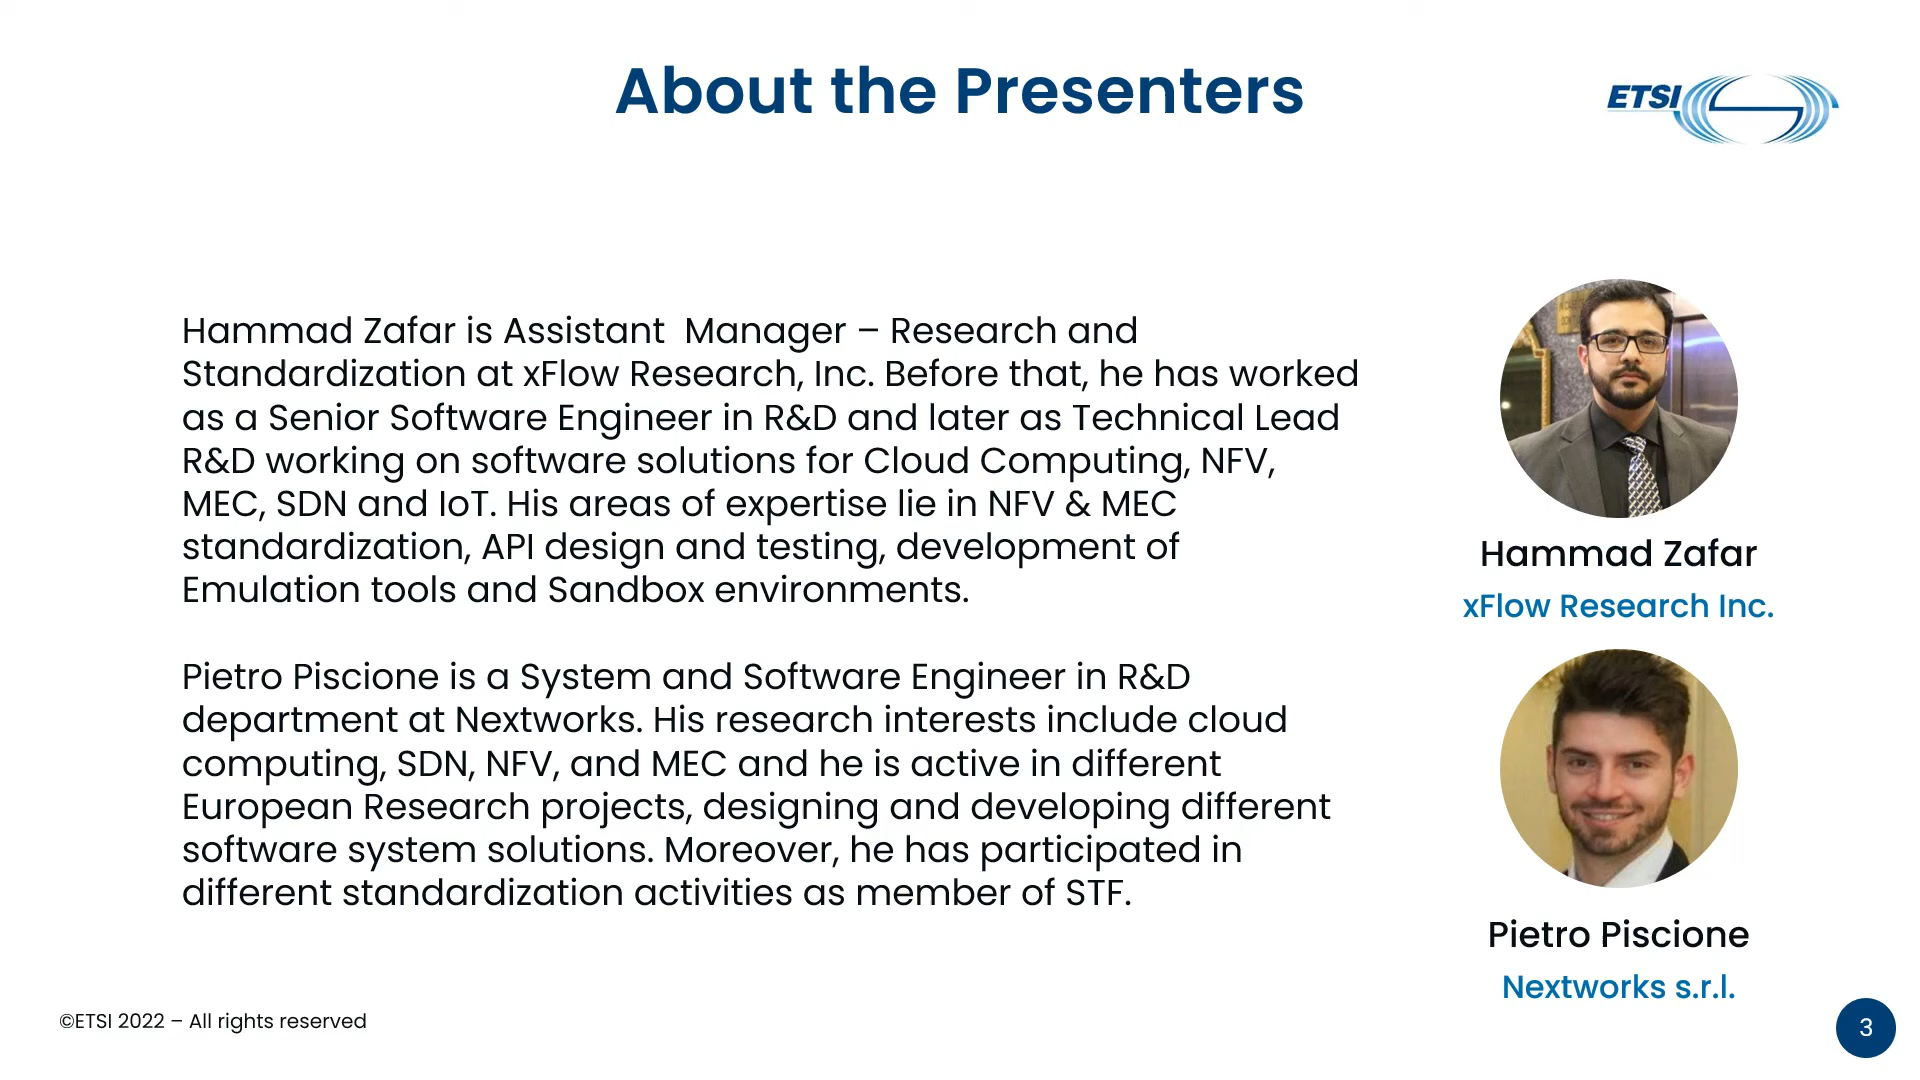 About the Presenters
ETSI
Hammad Zafar is Assistant  Manager – Research and
Standardization at xFlow Research, Inc. Before that, he has worked
as a Senior Software Engineer in R&D and later as Technical Lead
R&D working on software solutions for Cloud Computing, NFV,
MEC, SDN and IoT. His areas of expertise lie in NFV & MEC
standardization, API design and testing, development of
Emulation tools and Sandbox environments.
Pietro Piscione is a System and Software Engineer in R&D
department at Nextworks. His research interests include cloud
computing, SDN, NFV, and MEC and he is active in different
European Research projects, designing and developing different
software system solutions. Moreover, he has participated in
different standardization activities as member of STF.
Hammad Zafar
xFlow Research Inc.
Pietro Piscione
Nextworks s.r.l.
©ETSI 2022 – All rights reserved
3